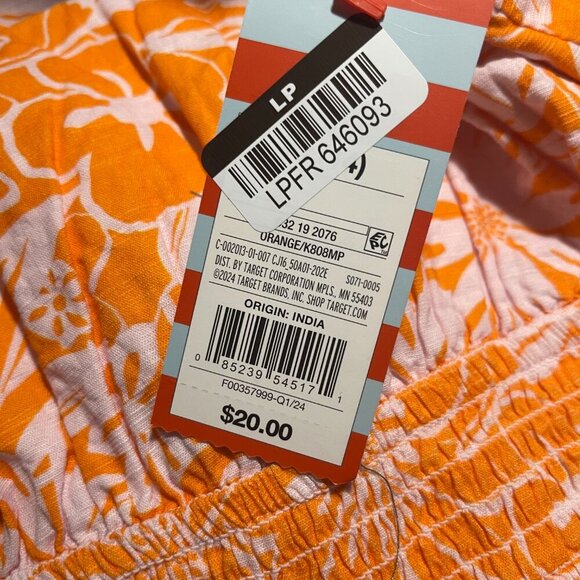 LP
LPFR 646093
32 19 2076
ORANGE/K808MP
C-002013-01-007 CJ16_50A01-202E S071-0005
DIST. BY TARGET CORPORATION MPLS, MN 55403
©2024 TARGET BRANDS, INC. SHOP TARGET.COM
ORIGIN: INDIA
0 85239 54517 1
F00357999-Q1/24
$20.00